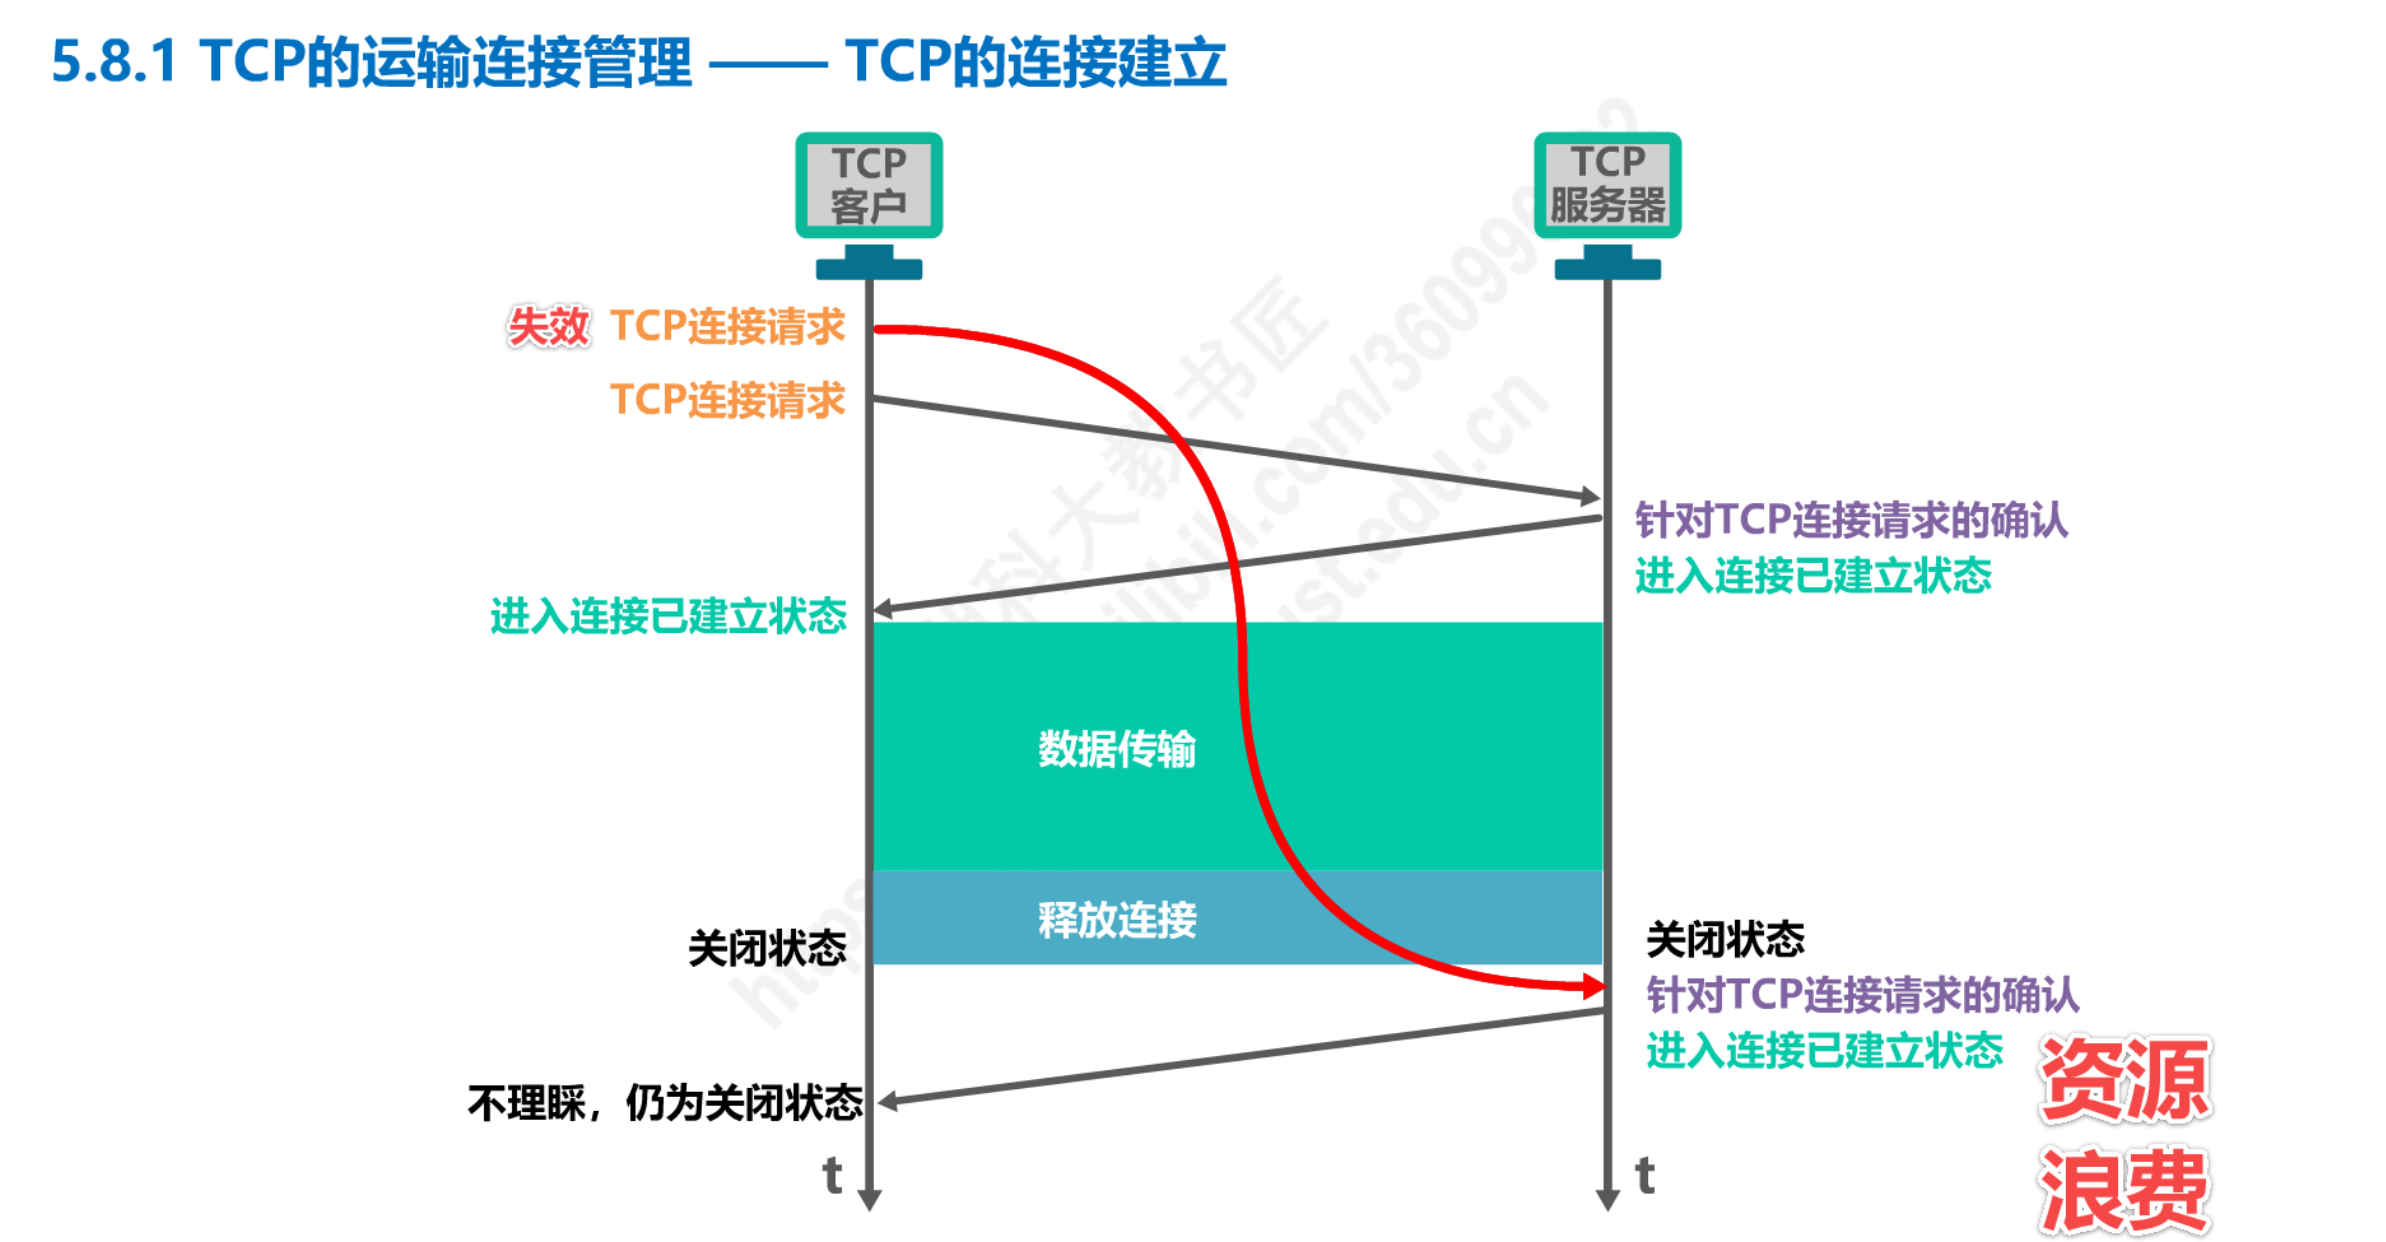 5.8.1 TCP的运输连接管理 —— TCP的连接建立
TCP
客户
TCP
服务器
失效 TCP连接请求
TCP连接请求
针对TCP连接请求的确认
进入连接已建立状态
进入连接已建立状态
数据传输
释放连接
关闭状态
关闭状态
针对TCP连接请求的确认
进入连接已建立状态
资源
浪费
不理睬，仍为关闭状态
t
t